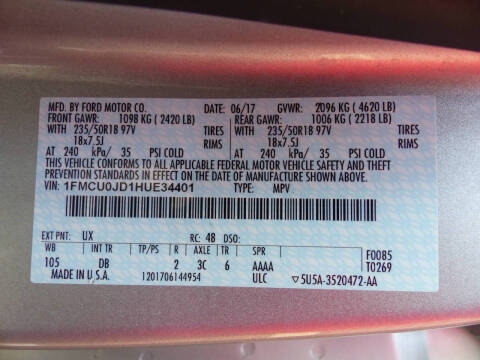 MFD. BY FORD MOTOR CO. DATE: 06/17 GVWR: 2096 KG ( 4620 LB)
FRONT GAWR: 1098 KG ( 2420 LB) REAR GAWR: 1006 KG ( 2218 LB)
WITH 235/50R18 97V TIRES WITH 235/50R18 97V TIRES
18x7.5J RIMS 18x7.5J RIMS
AT 240 kPa/ 35 PSI COLD AT 240 kPa/ 35 PSI COLD
THIS VEHICLE CONFORMS TO ALL APPLICABLE FEDERAL MOTOR VEHICLE SAFETY AND THEFT
PREVENTION STANDARDS IN EFFECT ON THE DATE OF MANUFACTURE SHOWN ABOVE.
VIN: 1FMCU0JD1HUE34401 TYPE: MPV
EXT PNT: UX RC: 48 DSO:
WB INT TR TP/PS R AXLE TR SPR F0085
105 DB 2 3C 6 AAAA T0269
MADE IN U.S.A. 1201706144954 ULC ▽5U5A-3520472-AA